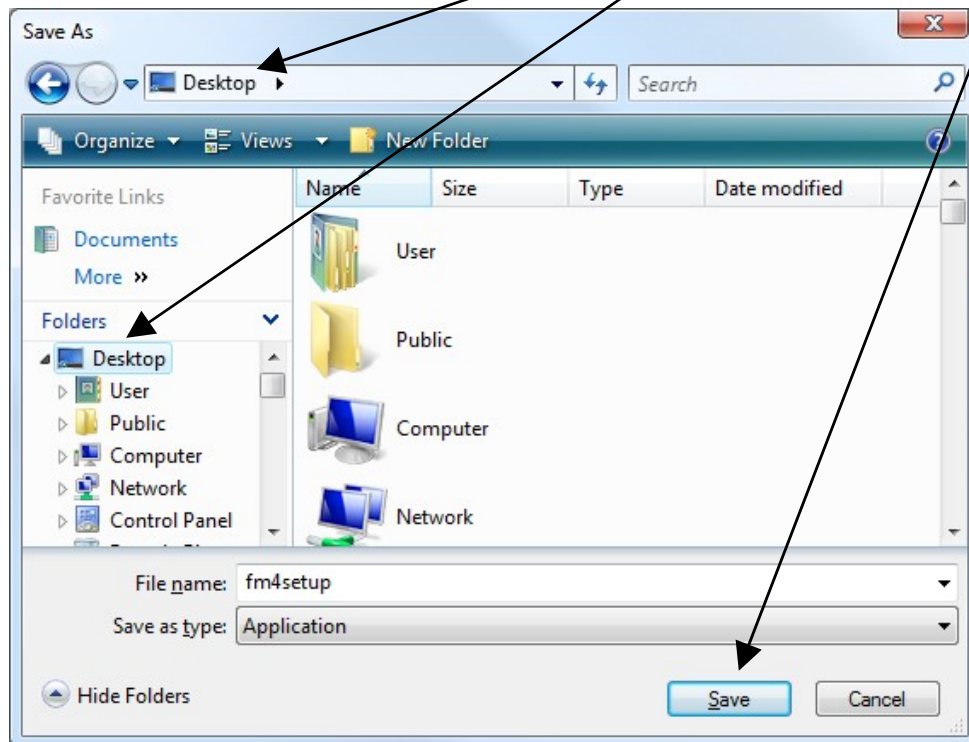 Save As
Desktop
Search
Organize Views New Folder
Favorite Links
Documents
More
Folders
Desktop
User
Public
Computer
Network
Control Panel
Name Size Type Date modified
User
Public
Computer
Network
File name: fm4setup
Save as type: Application
Hide Folders Save Cancel